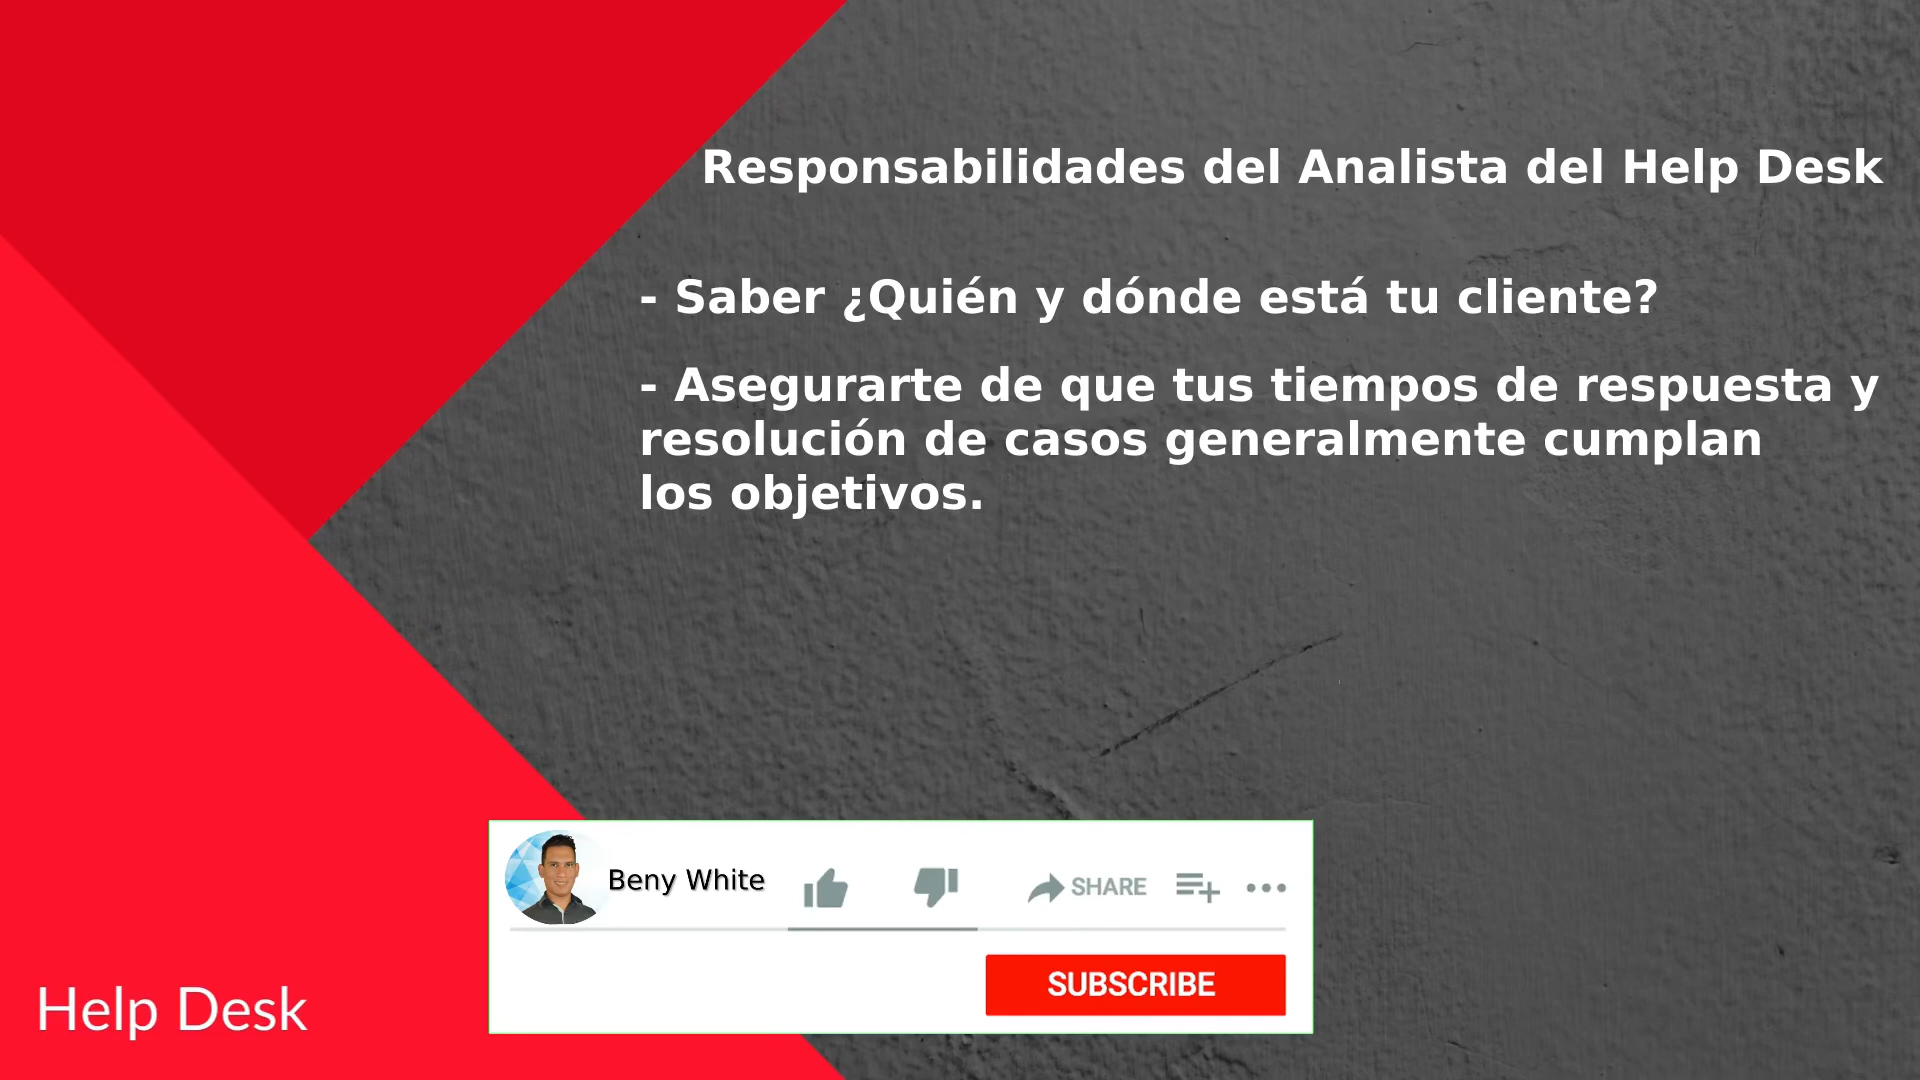 Responsabilidades del Analista del Help Desk
- Saber ¿Quién y dónde está tu cliente?
- Asegurarte de que tus tiempos de respuesta y
resolución de casos generalmente cumplan
los objetivos.
Beny White
SHARE
SUBSCRIBE
Help Desk